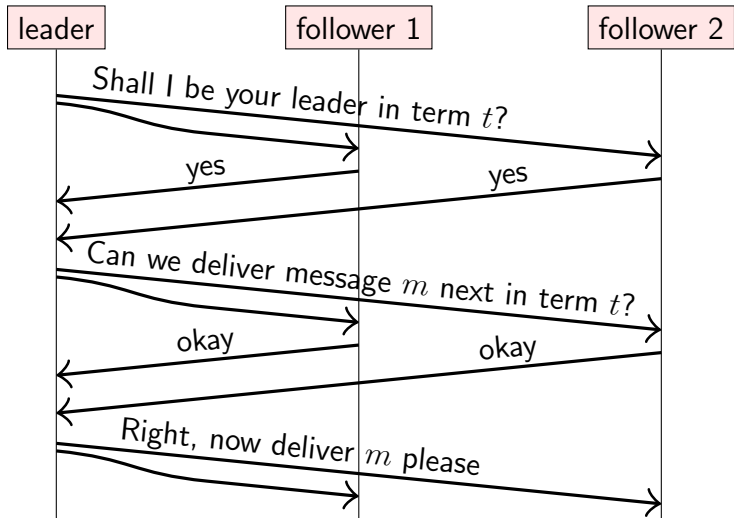 leader
follower 1
follower 2
Shall I be your leader in term t?
yes
yes
Can we deliver message m next in term t?
okay
okay
Right, now deliver m please